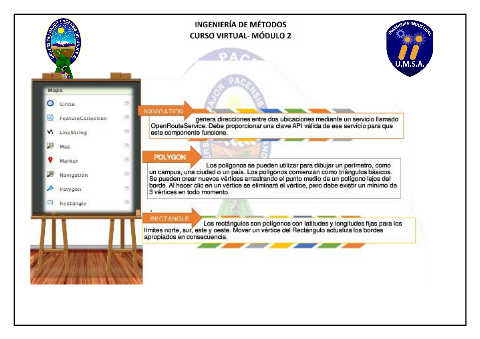 INGENIERÍA DE MÉTODOS
CURSO VIRTUAL- MÓDULO 2
U.M.S.A.
Maps
Circle
FeatureCollection
LineString
Map
Marker
Navigation
Polygon
Rectangle
NAVIGATION
genera direcciones entre dos ubicaciones mediante un servicio llamado
OpenRouteService. Debe proporcionar una clave API válida de ese servicio para que
este componente funcione.
POLYGON
Los polígonos se pueden utilizar para dibujar un perímetro, como
un campus, una ciudad o un país. Los polígonos comienzan como triángulos básicos.
Se pueden crear nuevos vértices arrastrando el punto medio de un polígono lejos del
borde. Al hacer clic en un vértice se eliminará el vértice, pero debe existir un mínimo de
3 vértices en todo momento.
RECTANGLE
Los rectángulos son polígonos con latitudes y longitudes fijas para los
límites norte, sur, este y oeste. Mover un vértice del Rectángulo actualiza los bordes
apropiados en consecuencia.